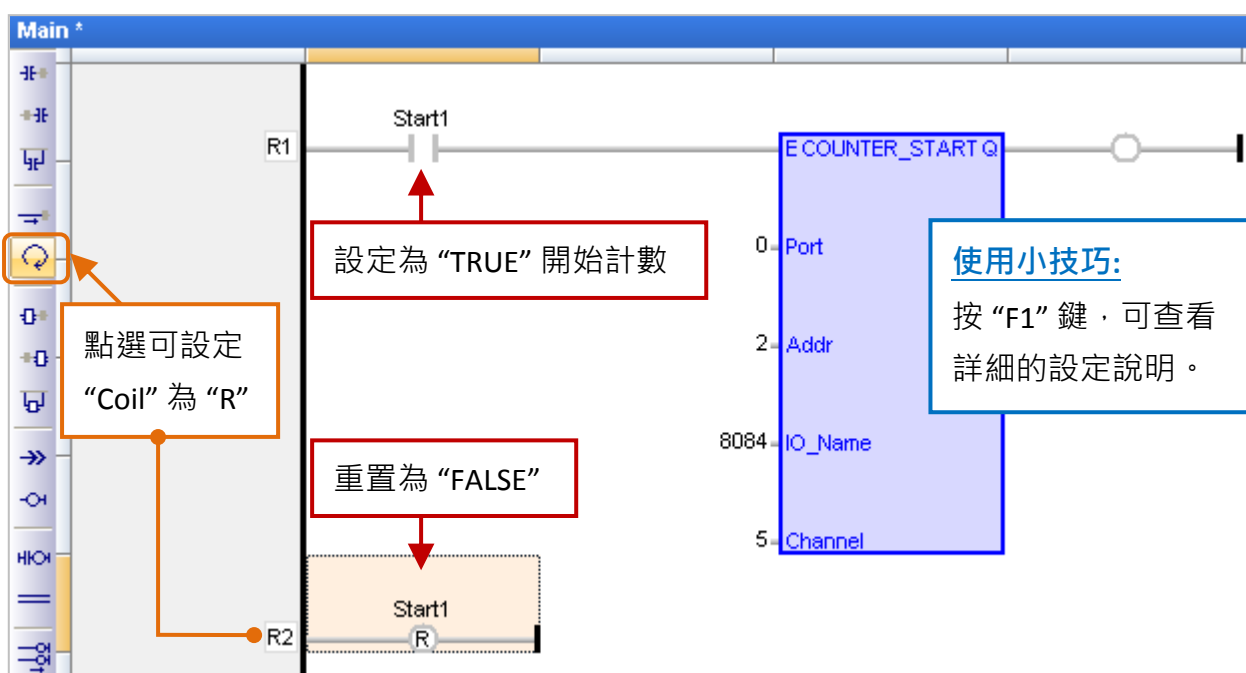 Main *
Start1
R1
E COUNTER_START Q
設定為 “TRUE” 開始計數
0 Port
使用小技巧:
按 “F1” 鍵，可查看
詳細的設定說明。
點選可設定
“Coil” 為 “R”
2 Addr
8084 IO_Name
重置為 “FALSE”
5 Channel
Start1
R2
R